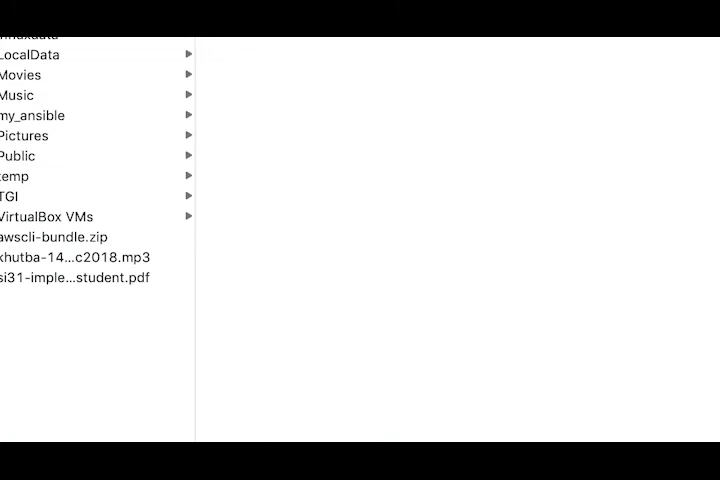 LocalData
Movies
Music
my_ansible
Pictures
Public
temp
TGI
VirtualBox VMs
awscli-bundle.zip
khutba-14...c2018.mp3
si31-imple...student.pdf